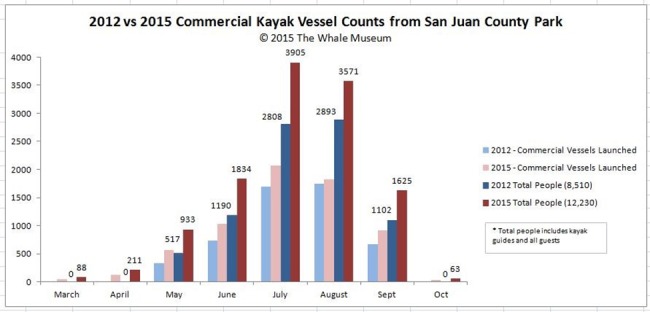 2012 vs 2015 Commercial Kayak Vessel Counts from San Juan County Park
© 2015 The Whale Museum
4000
3500
3000
2500
2000
1500
1000
500
0
0 88
0 211
517 933
1190 1834
2808 3905
2893 3571
1102 1625
0 63
March April May June July August Sept Oct
2012 - Commercial Vessels Launched
2015 - Commercial Vessels Launched
2012 Total People (8,510)
2015 Total People (12,230)
* Total people includes kayak
guides and all guests